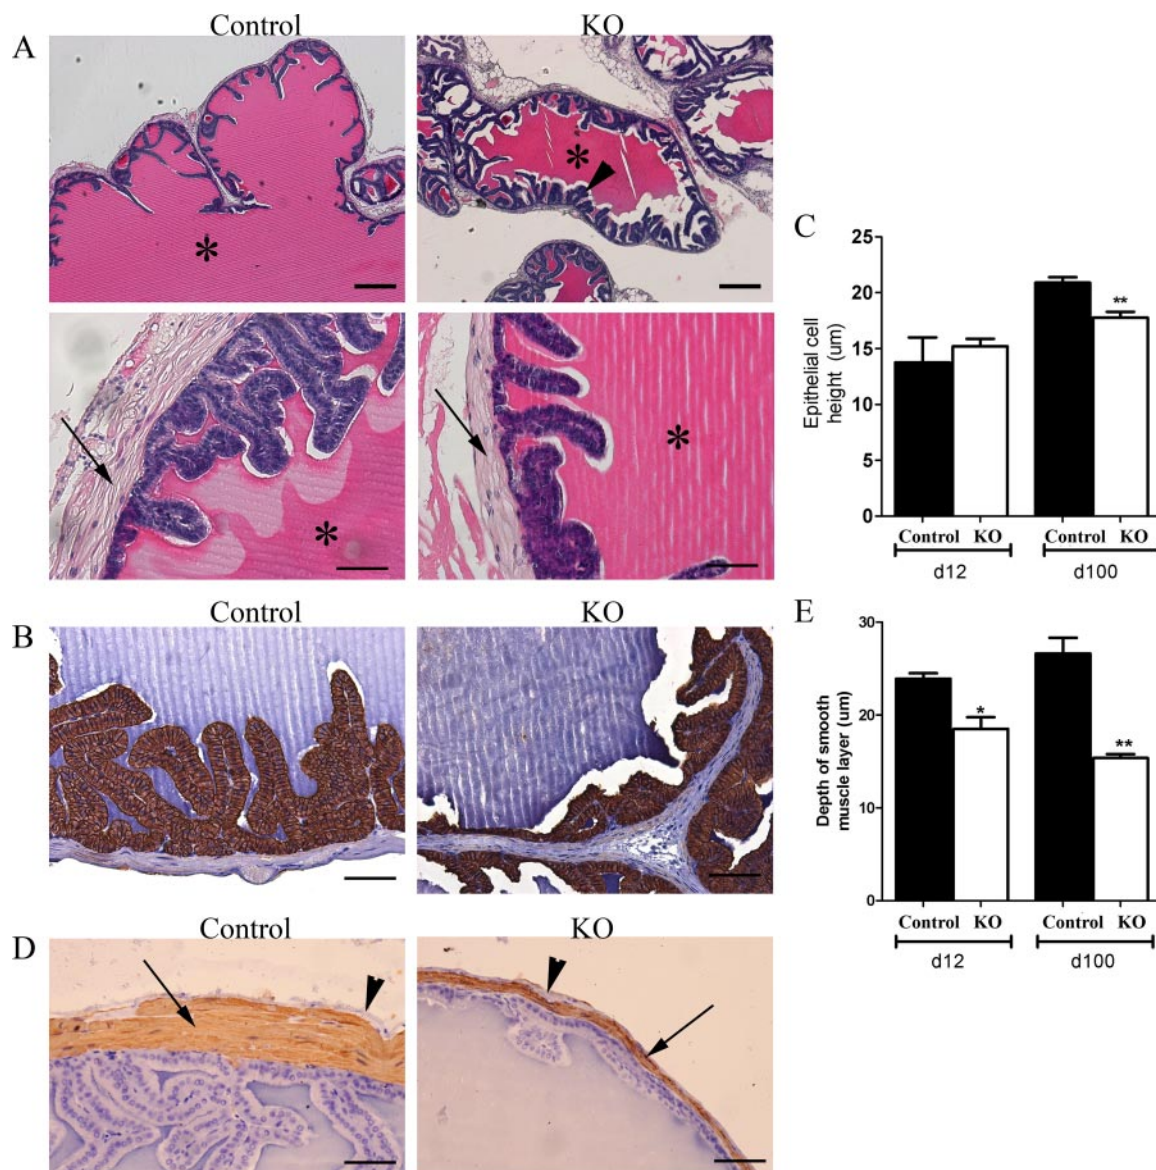 Control KO
A
*
*
*
*
B
Control KO
D
Control KO
C
Epithelial cell
height (um)
25
20
15
10
5
0
**
Control KO Control KO
d12 d100
E
Depth of smooth
muscle layer (um)
30
20
10
0
*
**
Control KO Control KO
d12 d100